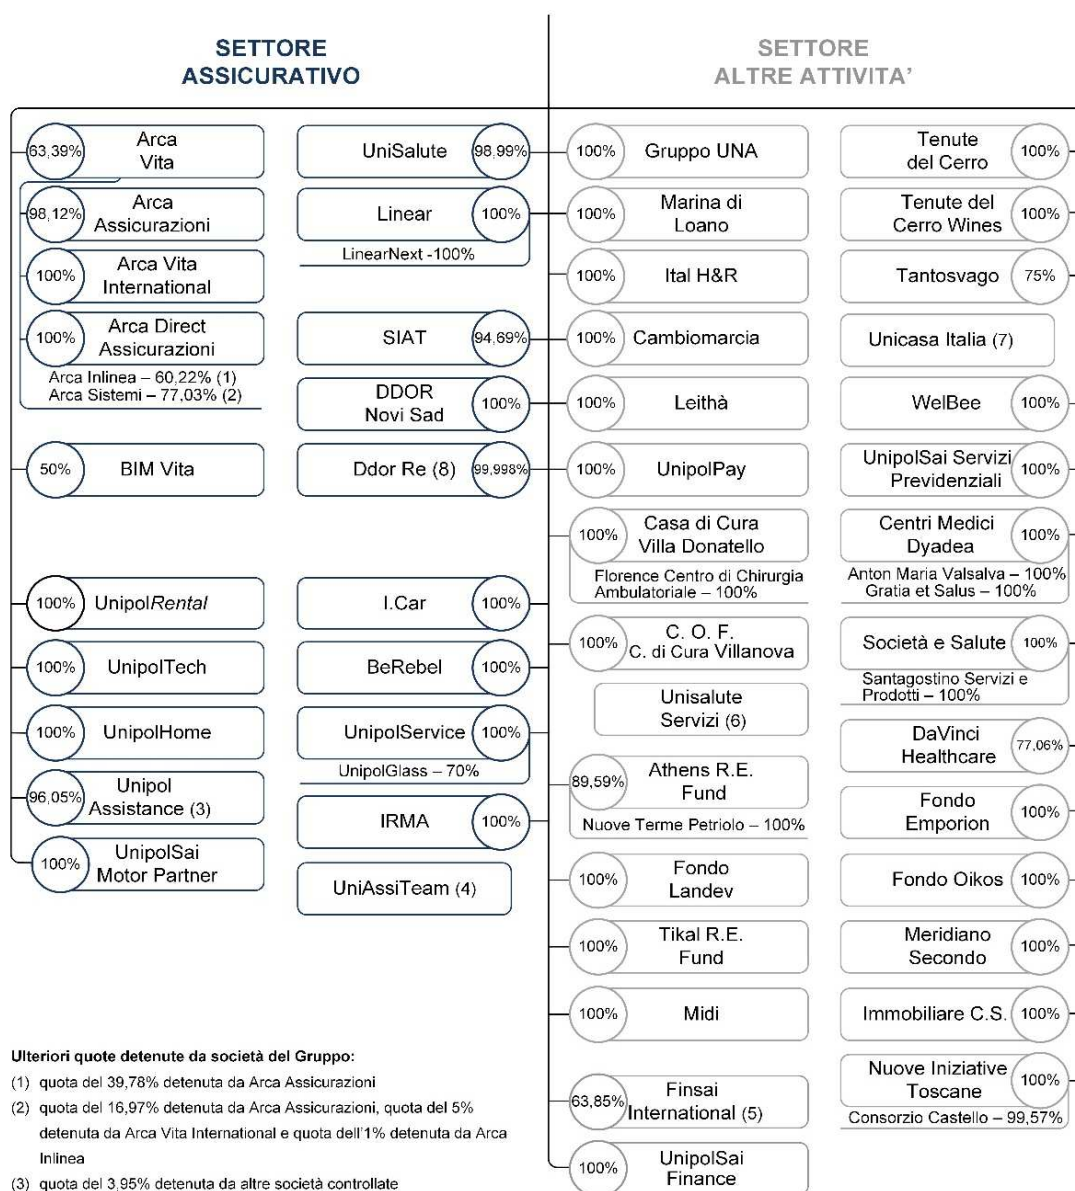 SETTORE
ASSICURATIVO
63,39%
Arca
Vita
98,12%
Arca
Assicurazioni
100%
Arca Vita
International
100%
Arca Direct
Assicurazioni
Arca Inlinea – 60,22% (1)
Arca Sistemi – 77,03% (2)
50%
BIM Vita
100%
UnipolRental
100%
UnipolTech
100%
UnipolHome
96,05%
Unipol
Assistance (3)
100%
UnipolSai
Motor Partner
UniSalute
98,99%
Linear
100%
LinearNext -100%
SIAT
94,69%
DDOR
Novi Sad
100%
Ddor Re (8)
99,998%
I.Car
100%
BeRebel
100%
UnipolService
100%
UnipolGlass – 70%
IRMA
100%
UniAssiTeam (4)
SETTORE
ALTRE ATTIVITA’
100%
Gruppo UNA
100%
Marina di
Loano
100%
Ital H&R
100%
Cambiomarcia
100%
Leithà
100%
UnipolPay
100%
Casa di Cura
Villa Donatello
Florence Centro di Chirurgia
Ambulatoriale – 100%
100%
C. O. F.
C. di Cura Villanova
Unisalute
Servizi (6)
89,59%
Athens R.E.
Fund
Nuove Terme Petriolo – 100%
100%
Fondo
Landev
100%
Tikal R.E.
Fund
100%
Midi
63,85%
Finsai
International (5)
100%
UnipolSai
Finance
Tenute
del Cerro
100%
Tenute del
Cerro Wines
100%
Tantosvago
75%
Unicasa Italia (7)
WelBee
100%
UnipolSai Servizi
Previdenziali
100%
Centri Medici
Dyadea
100%
Anton Maria Valsalva – 100%
Gratia et Salus – 100%
Società e Salute
100%
Santagostino Servizi e
Prodotti – 100%
DaVinci
Healthcare
77,06%
Fondo
Emporion
100%
Fondo Oikos
100%
Meridiano
Secondo
100%
Immobiliare C.S.
100%
Nuove Iniziative
Toscane
100%
Consorzio Castello – 99,57%
Ulteriori quote detenute da società del Gruppo:
(1) quota del 39,78% detenuta da Arca Assicurazioni
(2) quota del 16,97% detenuta da Arca Assicurazioni, quota del 5%
detenuta da Arca Vita International e quota dell'1% detenuta da Arca
Inlinea
(3) quota del 3,95% detenuta da altre società controllate